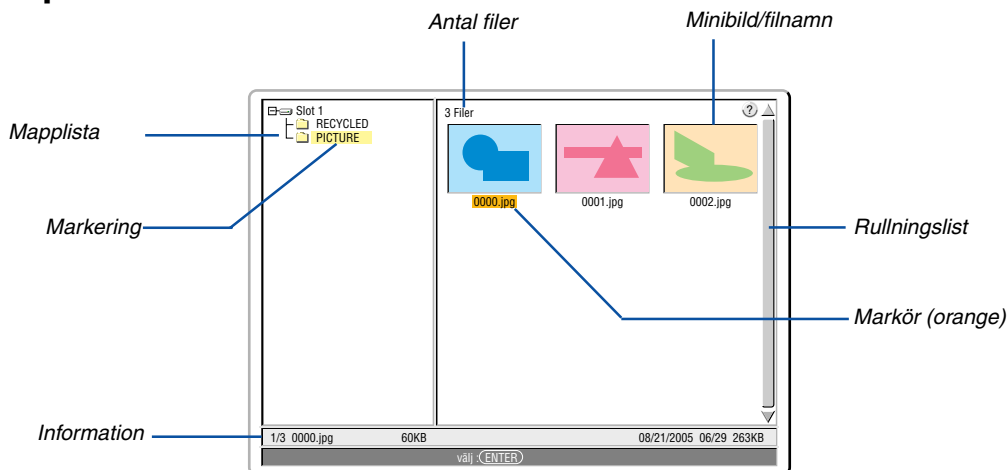 Antal filer
Minibild/filnamn
Mapplista
Markering
Information
Slot 1
RECYCLED
PICTURE
3 Filer
?
0000.jpg
0001.jpg
0002.jpg
Rullningslist
Markör (orange)
1/3 0000.jpg 60KB 08/21/2005 06/29 263KB
välj :ENTER